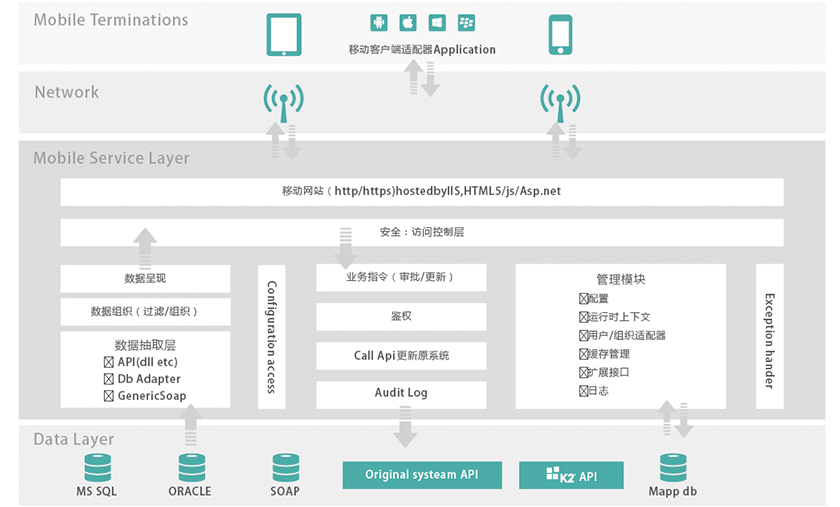 Mobile Terminations
移动客户端适配器Application
Network
Mobile Service Layer
移动网站（http/https)hostedbyIIS,HTML5/js/Asp.net
安全：访问控制层
数据呈现
数据组织（过滤/组织）
数据抽取层
API(dll etc)
Db Adapter
GenericSoap
Configuration access
业务指令（审批/更新）
鉴权
Call Api更新原系统
Audit Log
管理模块
配置
运行时上下文
用户/组织适配器
缓存管理
扩展接口
日志
Exception hander
Data Layer
MS SQL
ORACLE
SOAP
Original systeam API
K2 API
Mapp db